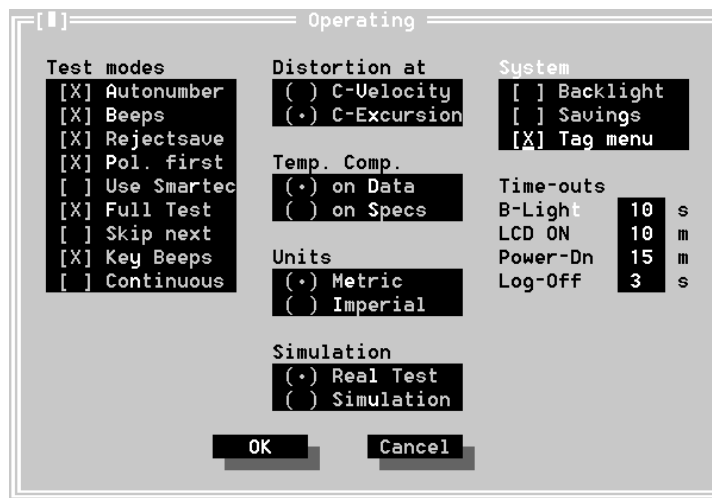 [▮] Operating
Test modes
[X] Autonumber
[X] Beeps
[X] Rejectsave
[X] Pol. first
[ ] Use Smartec
[X] Full Test
[ ] Skip next
[X] Key Beeps
[ ] Continuous
Distortion at
( ) C-Velocity
(•) C-Excursion
Temp. Comp.
(•) on Data
( ) on Specs
Units
(•) Metric
( ) Imperial
Simulation
(•) Real Test
( ) Simulation
System
[ ] Backlight
[ ] Savings
[X] Tag menu
Time-outs
B-Light 10 s
LCD ON 10 m
Power-Dn 15 m
Log-Off 3 s
OK Cancel